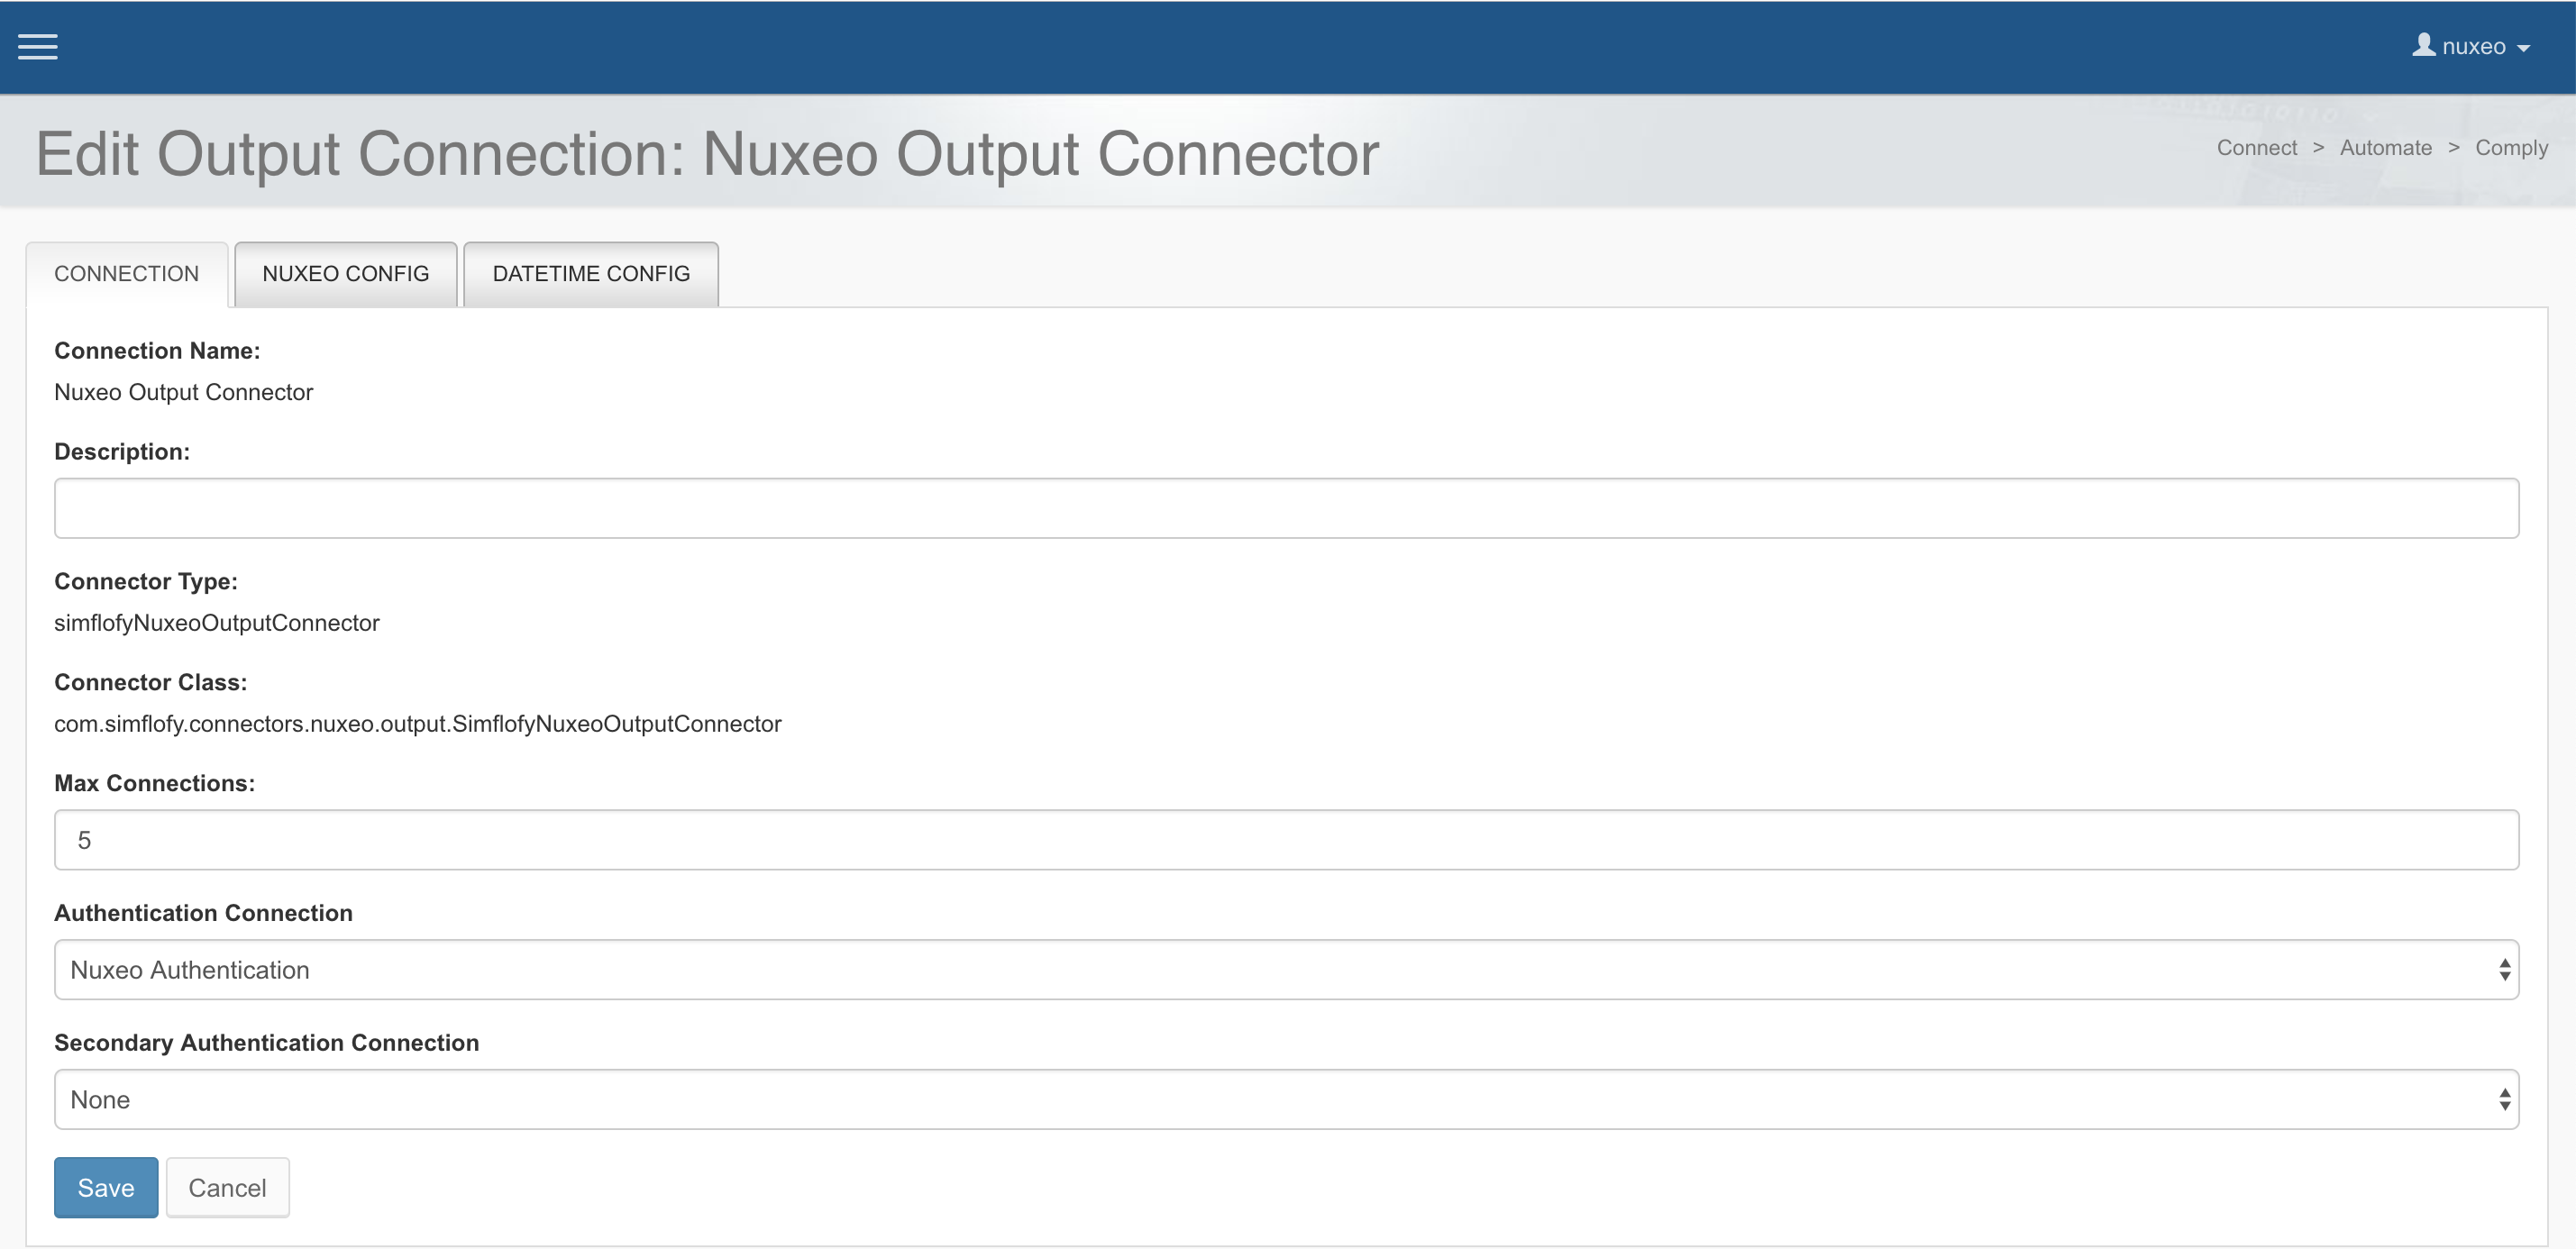 nuxeo
Edit Output Connection: Nuxeo Output Connector
Connect > Automate > Comply
CONNECTION
NUXEO CONFIG
DATETIME CONFIG
Connection Name:
Nuxeo Output Connector
Description:
Connector Type:
simflofyNuxeoOutputConnector
Connector Class:
com.simflofy.connectors.nuxeo.output.SimflofyNuxeoOutputConnector
Max Connections:
5
Authentication Connection
Nuxeo Authentication
Secondary Authentication Connection
None
Save
Cancel